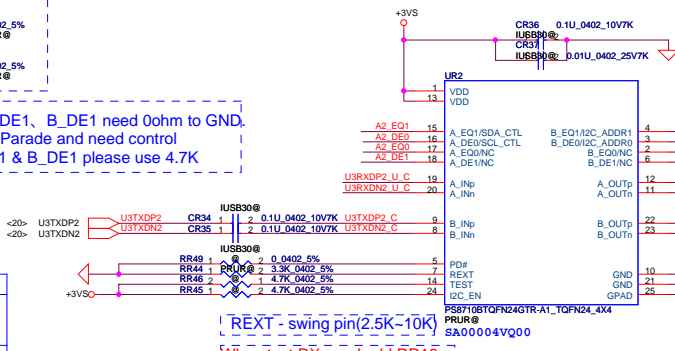 2_5%
R@
2_5%
@
DE1、 B_DE1 need 0ohm to GND.
Parade and need control
1 & B_DE1 please use 4.7K
+3VS
CR36 0.1U_0402_10V7K
IUSB30@ 2
CR37
IUSB30@ 2 0.01U_0402_25V7K
UR2
1 VDD
13 VDD
A2_EQ1 15 A_EQ1/SDA_CTL B_EQ1/I2C_ADDR1 4
A2_DE0 16 A_DE0/SCL_CTL B_DE0/I2C_ADDR0 3
A2_EQ0 17 A_EQ0/NC B_EQ0/NC 2
A2_DE1 18 A_DE1/NC B_DE1/NC 6
U3RXDP2_U_C 19 A_INp A_OUTp 12
U3RXDN2_U_C 20 A_INn A_OUTn 11
IUSB30@
<20> U3TXDP2 U3TXDP2 CR34 1 2 0.1U_0402_10V7K U3TXDP2_C 9 B_INp B_OUTp 22
<20> U3TXDN2 U3TXDN2 CR35 1 2 0.1U_0402_10V7K U3TXDN2_C 8 B_INn B_OUTn 23
IUSB30@
RR49 1 @ 2 0_0402_5% 5 PD#
RR44 1 PRUR@ 2 3.3K_0402_5% 7 REXT GND 10
RR46 2 @ 1 4.7K_0402_5% 14 TEST GND 21
+3VS RR45 1 @ 2 4.7K_0402_5% 24 I2C_EN GPAD 25
PS8710BTQFN24GTR-A1_TQFN24_4X4
PRUR@
SA00004VQ00
REXT - swing pin(2.5K~10K)